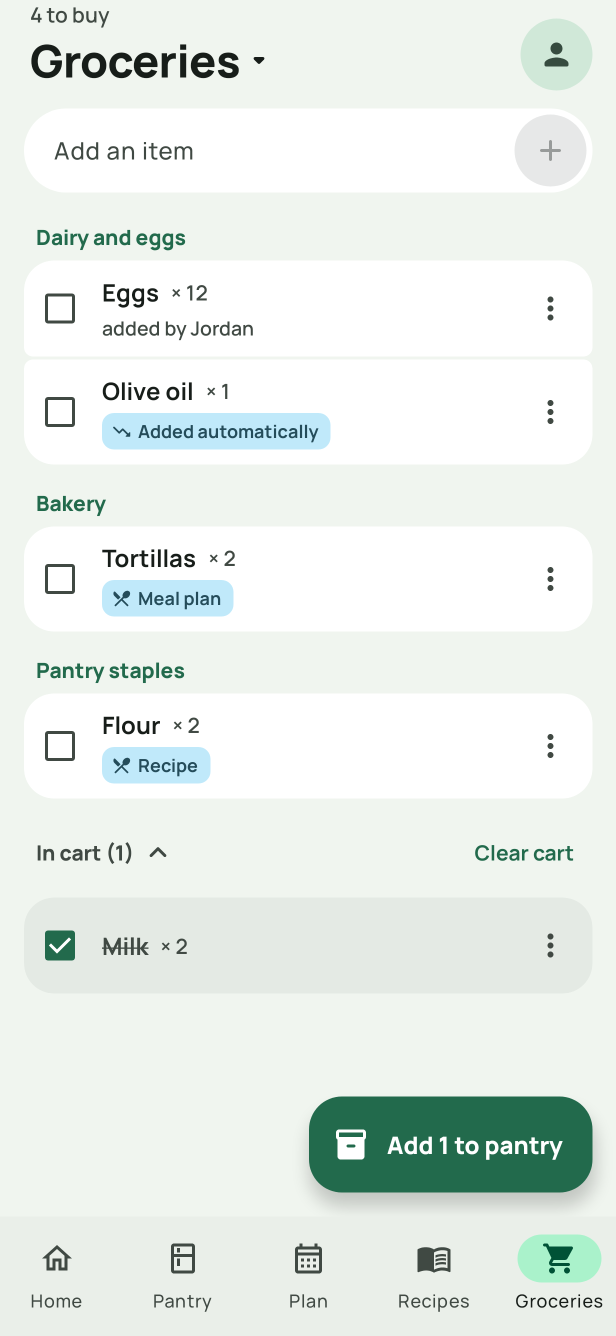 4 to buy
Groceries
Add an item
Dairy and eggs
Eggs × 12
added by Jordan
Olive oil × 1
Added automatically
Bakery
Tortillas × 2
Meal plan
Pantry staples
Flour × 2
Recipe
In cart (1)
Clear cart
Milk × 2
Add 1 to pantry
Home
Pantry
Plan
Recipes
Groceries